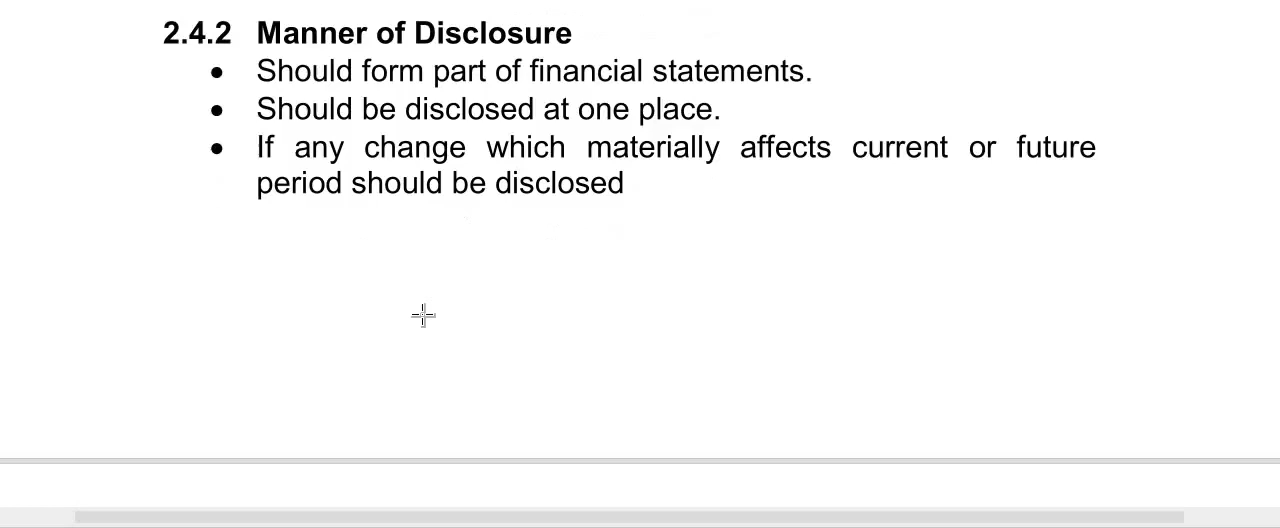 2.4.2 Manner of Disclosure
• Should form part of financial statements.
• Should be disclosed at one place.
• If any change which materially affects current or future
period should be disclosed